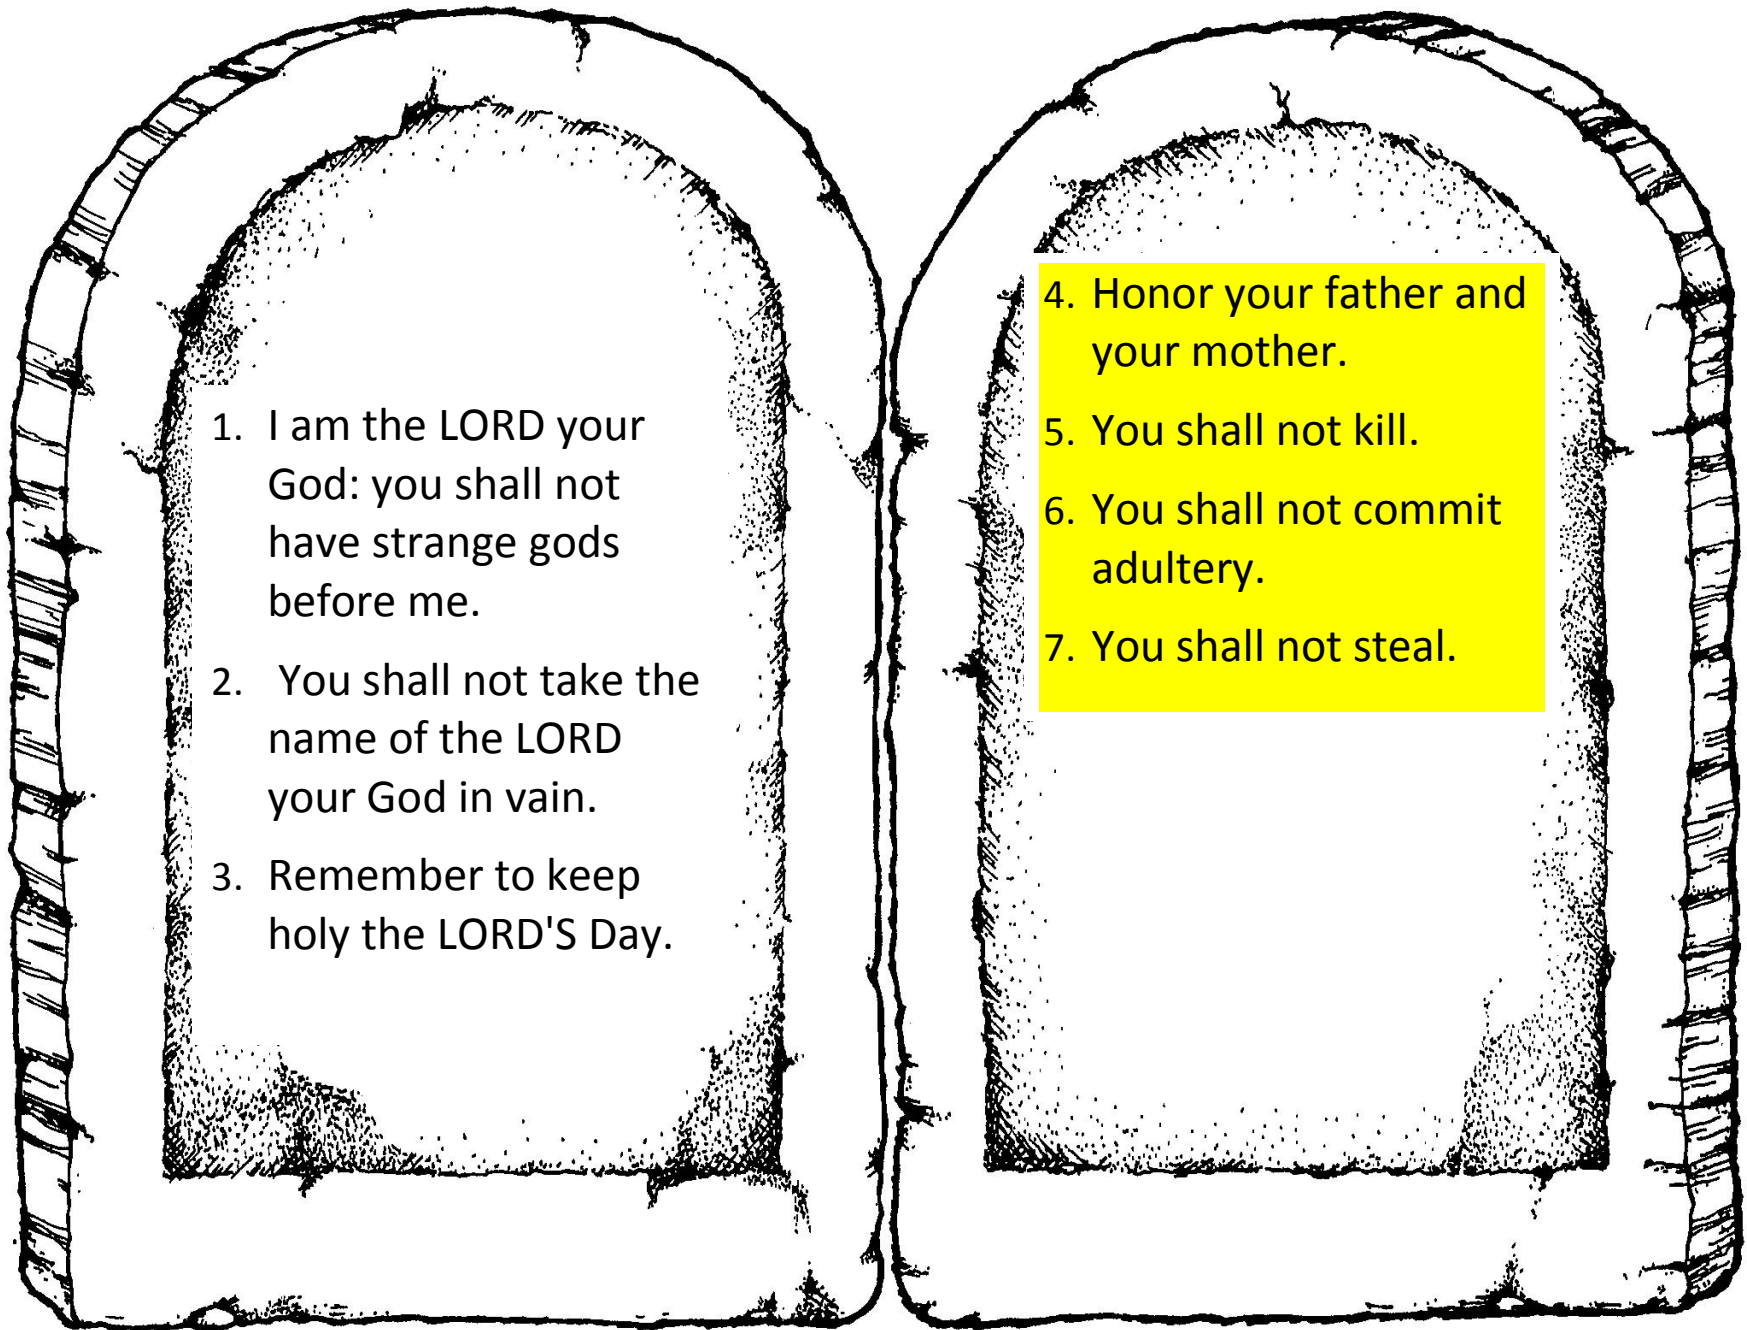 1. I am the LORD your
God: you shall not
have strange gods
before me.
2. You shall not take the
name of the LORD
your God in vain.
3. Remember to keep
holy the LORD'S Day.
4. Honor your father and
your mother.
5. You shall not kill.
6. You shall not commit
adultery.
7. You shall not steal.